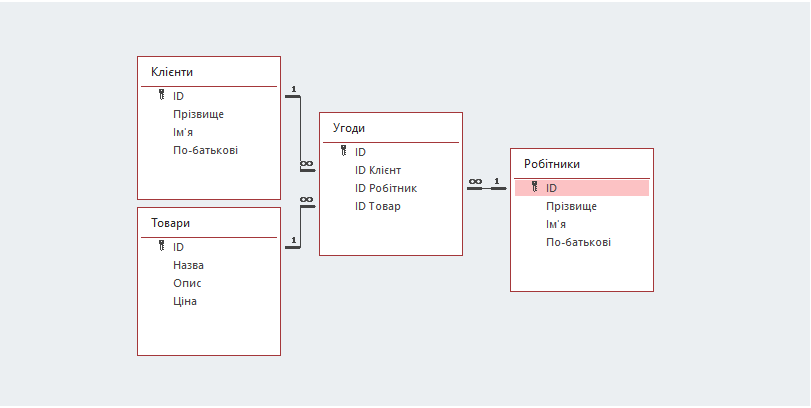 Клієнти
ID
Прізвище
Ім'я
По-батькові
1
∞
Товари
ID
Назва
Опис
Ціна
1
∞
Угоди
ID
ID Клієнт
ID Робітник
ID Товар
∞
1
Робітники
ID
Прізвище
Ім'я
По-батькові